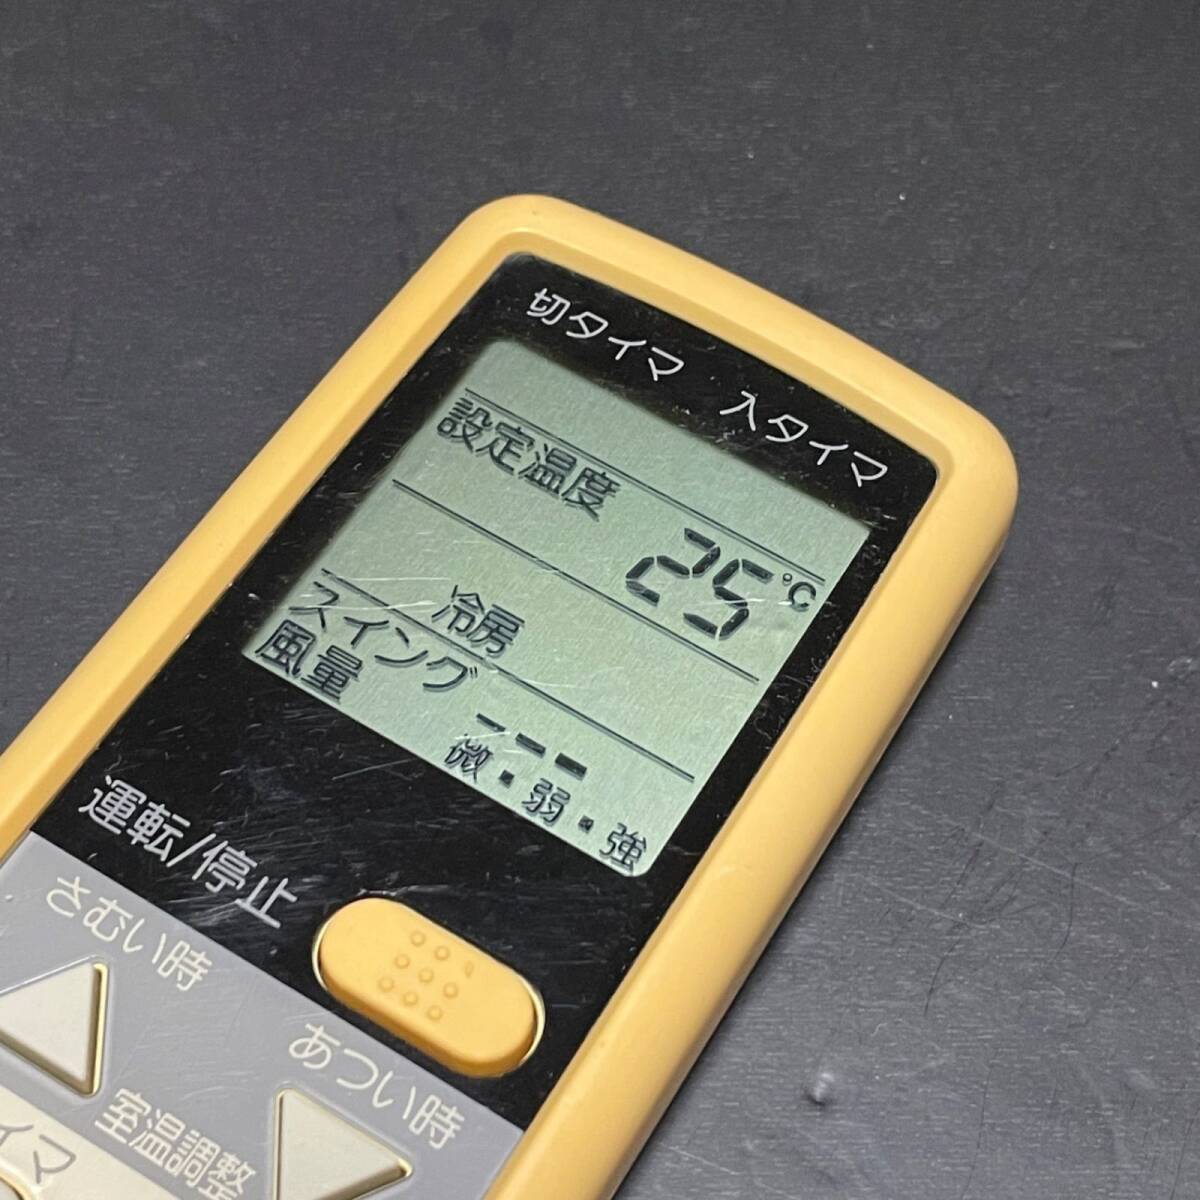 切タイマ 入タイマ
設定温度
25℃
冷房
スイング
風量
微・弱・強
運転/停止
さむい時
あつい時
室温調整
イマ